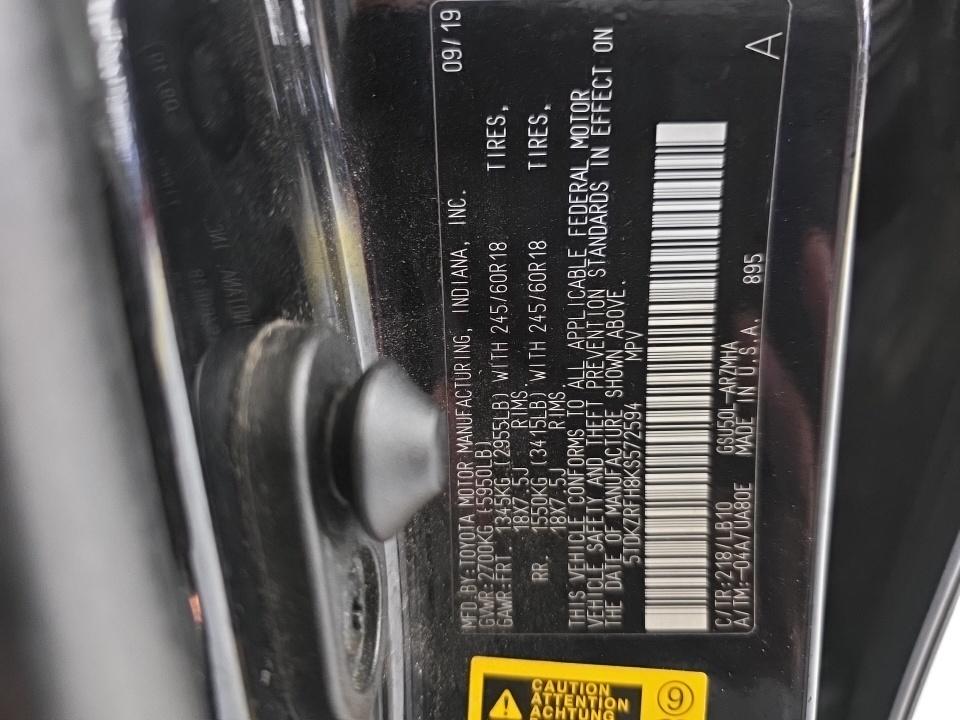 MFD.BY:TOYOTA MOTOR MANUFACTURING, INDIANA, INC. 09/19
GVWR:2700KG (5950LB)
GAWR:FRT. 1345KG (2955LB) WITH 245/60R18 TIRES,
18X7.5J RIMS.
RR. 1550KG (3415LB) WITH 245/60R18 TIRES,
18X7.5J RIMS.
THIS VEHICLE CONFORMS TO ALL APPLICABLE FEDERAL MOTOR
VEHICLE SAFETY AND THEFT PREVENTION STANDARDS IN EFFECT ON
THE DATE OF MANUFACTURE SHOWN ABOVE.
5TDKZRFH8KS572594 MPV
C/TR:218/LB10 GSU50L-ARZMHA
A/TM:-04A/UA80E MADE IN U.S.A. 895 A
CAUTION
ATTENTION
ACHTUNG
9